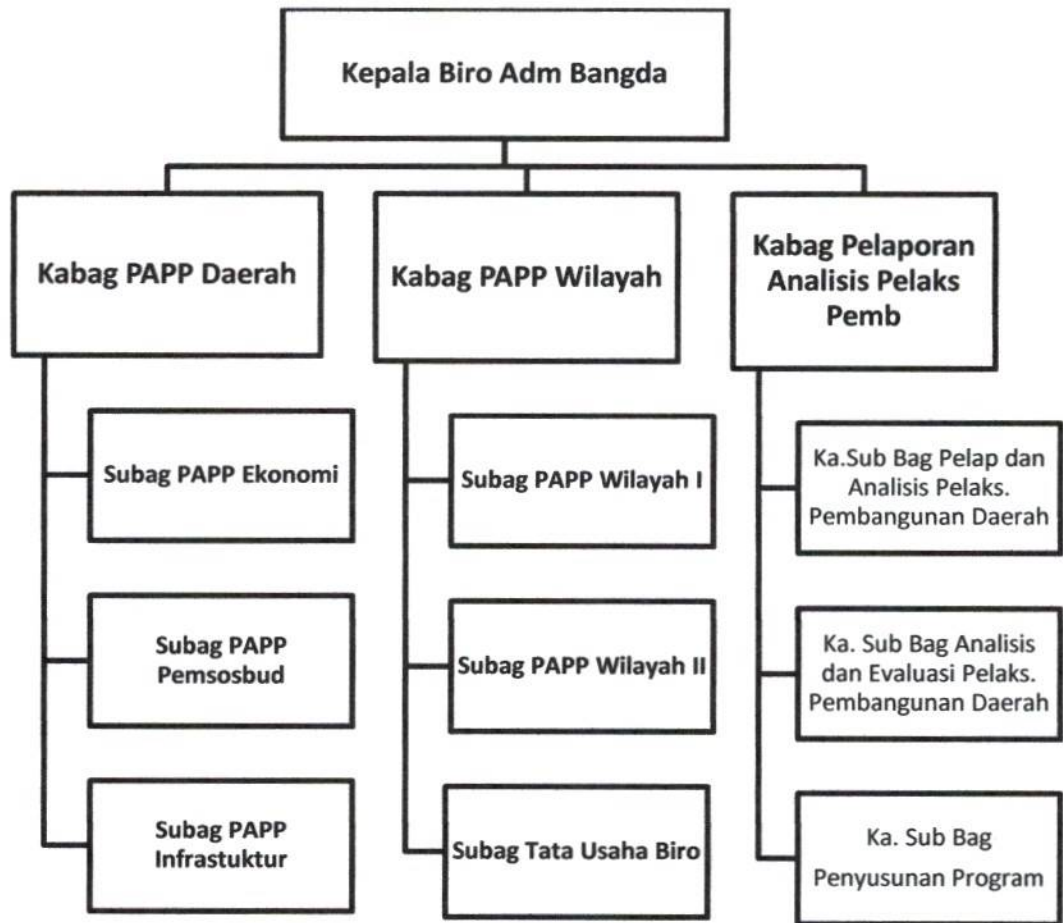 Kepala Biro Adm Bangda
Kabag PAPP Daerah
Kabag PAPP Wilayah
Kabag Pelaporan
Analisis Pelaks
Pemb
Subag PAPP Ekonomi
Subag PAPP
Pemsosbud
Subag PAPP
Infrastuktur
Subag PAPP Wilayah I
Subag PAPP Wilayah II
Subag Tata Usaha Biro
Ka.Sub Bag Pelap dan
Analisis Pelaks.
Pembangunan Daerah
Ka. Sub Bag Analisis
dan Evaluasi Pelaks.
Pembangunan Daerah
Ka. Sub Bag
Penyusunan Program